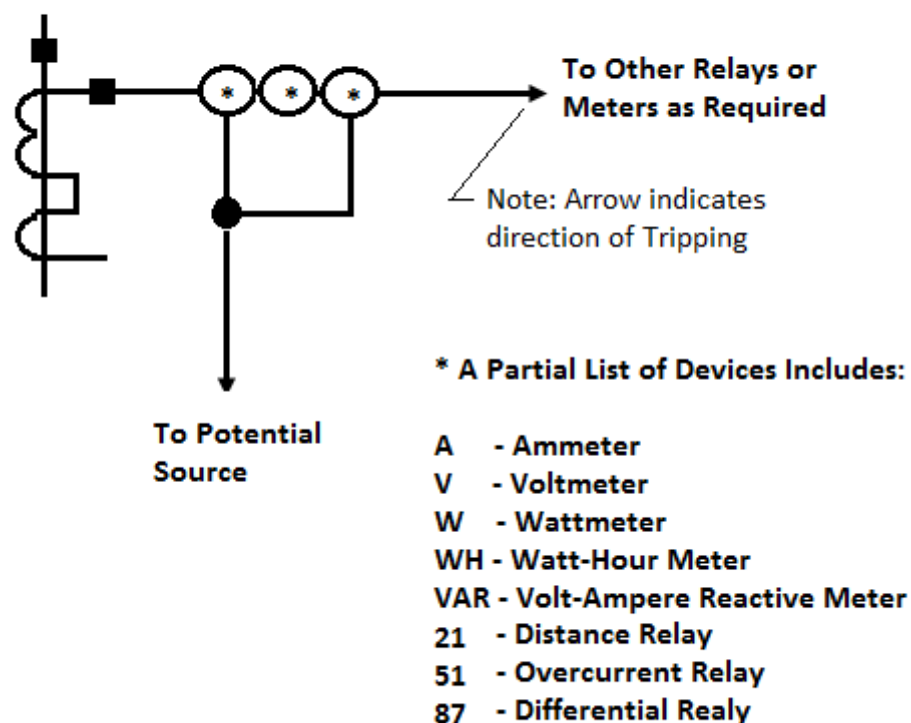 * * *
To Other Relays or
Meters as Required
Note: Arrow indicates
direction of Tripping
To Potential
Source
* A Partial List of Devices Includes:
A - Ammeter
V - Voltmeter
W - Wattmeter
WH - Watt-Hour Meter
VAR - Volt-Ampere Reactive Meter
21 - Distance Relay
51 - Overcurrent Relay
87 - Differential Realy